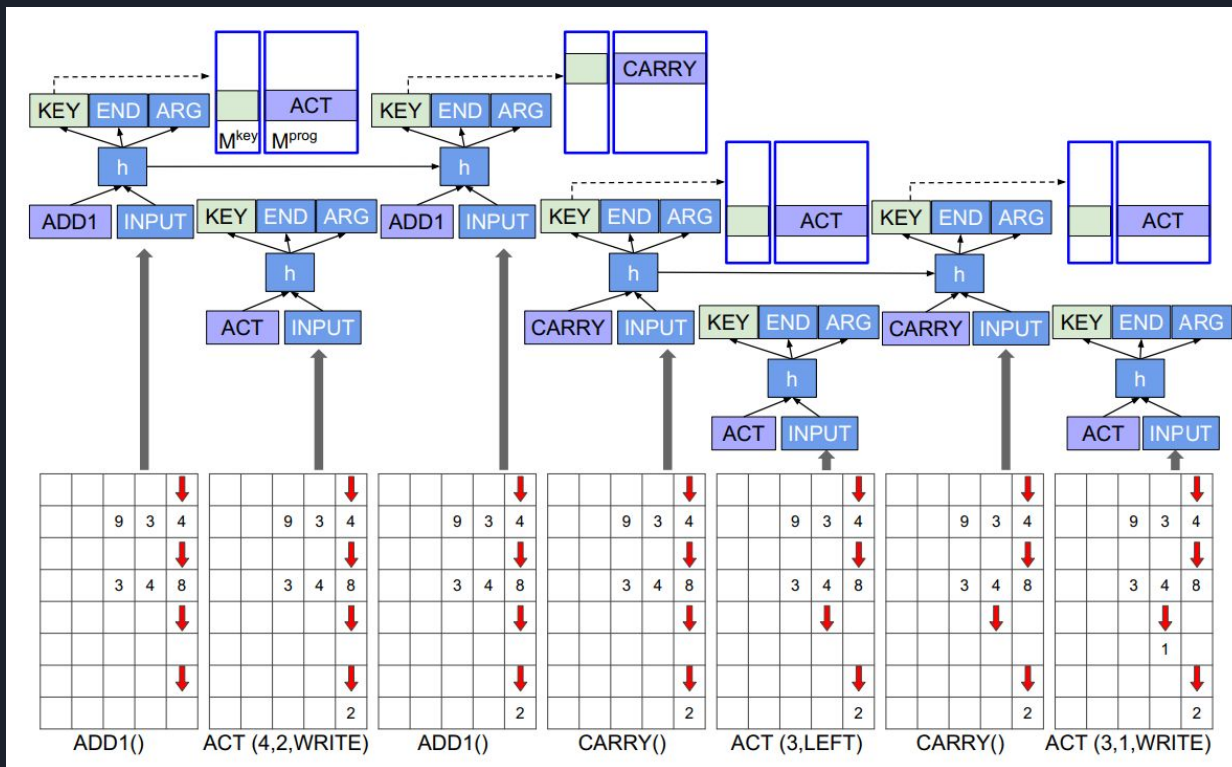 ACT
CARRY
KEY END ARG
M^key M^prog
KEY END ARG
h
h
ACT
ACT
ADD1 INPUT
KEY END ARG
ADD1 INPUT
KEY END ARG
KEY END ARG
h
h
h
ACT INPUT
CARRY INPUT
KEY END ARG
CARRY INPUT
KEY END ARG
h
h
ACT INPUT
ACT INPUT
9 3 4 9 3 4 9 3 4 9 3 4 9 3 4 9 3 4 9 3 4
3 4 8 3 4 8 3 4 8 3 4 8 3 4 8 3 4 8 3 4 8
1
2 2 2 2 2 2
ADD1() ACT (4,2,WRITE) ADD1() CARRY() ACT (3,LEFT) CARRY() ACT (3,1,WRITE)